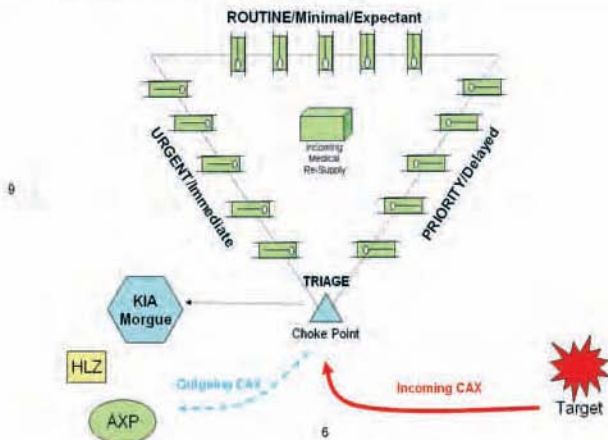 ROUTINE/Minimal/Expectant
Incoming
Medical
Re-Supply
URGENT/Immediate
PRIORITY/Delayed
9
TRIAGE
KIA
Morgue
Choke Point
HLZ
Outgoing CAX
Incoming CAX
Target
AXP
6